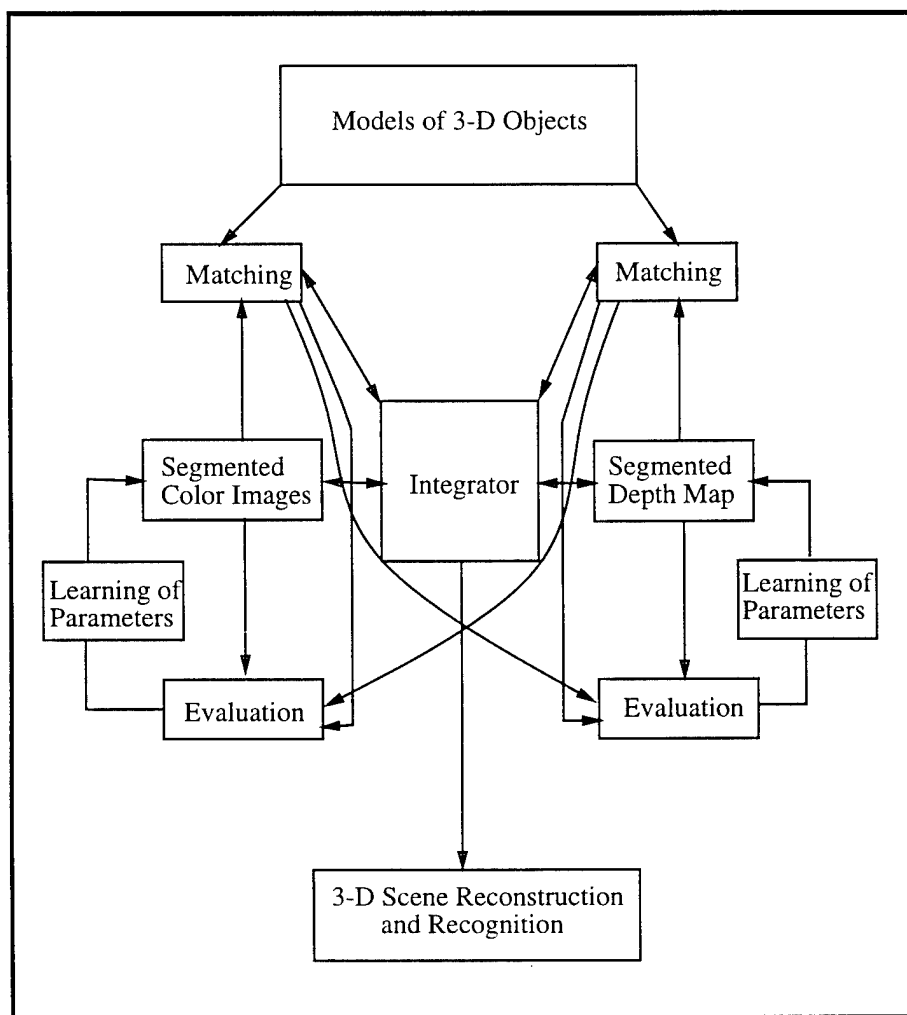 Models of 3-D Objects
Matching
Matching
Segmented
Color Images
Integrator
Segmented
Depth Map
Learning of
Parameters
Learning of
Parameters
Evaluation
Evaluation
3-D Scene Reconstruction
and Recognition